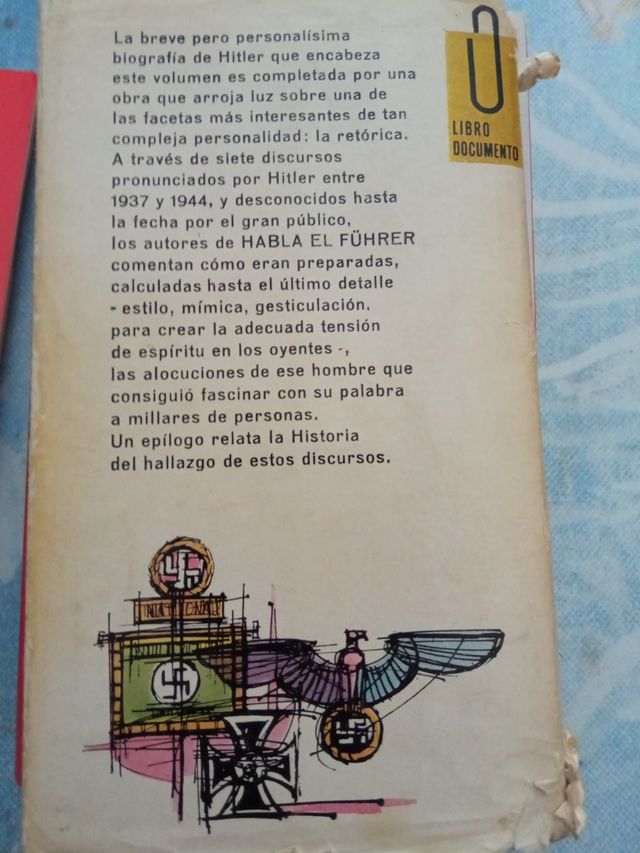 La breve pero personalísima
biografía de Hitler que encabeza
este volumen es completada por una
obra que arroja luz sobre una de
las facetas más interesantes de tan
compleja personalidad: la retórica.
A través de siete discursos
pronunciados por Hitler entre
1937 y 1944, y desconocidos hasta
la fecha por el gran público,
los autores de HABLA EL FÜHRER
comentan cómo eran preparadas,
calculadas hasta el último detalle
- estilo, mímica, gesticulación,
para crear la adecuada tensión
de espíritu en los oyentes -,
las alocuciones de ese hombre que
consiguió fascinar con su palabra
a millares de personas.
Un epílogo relata la Historia
del hallazgo de estos discursos.
LIBRO
DOCUMENTO